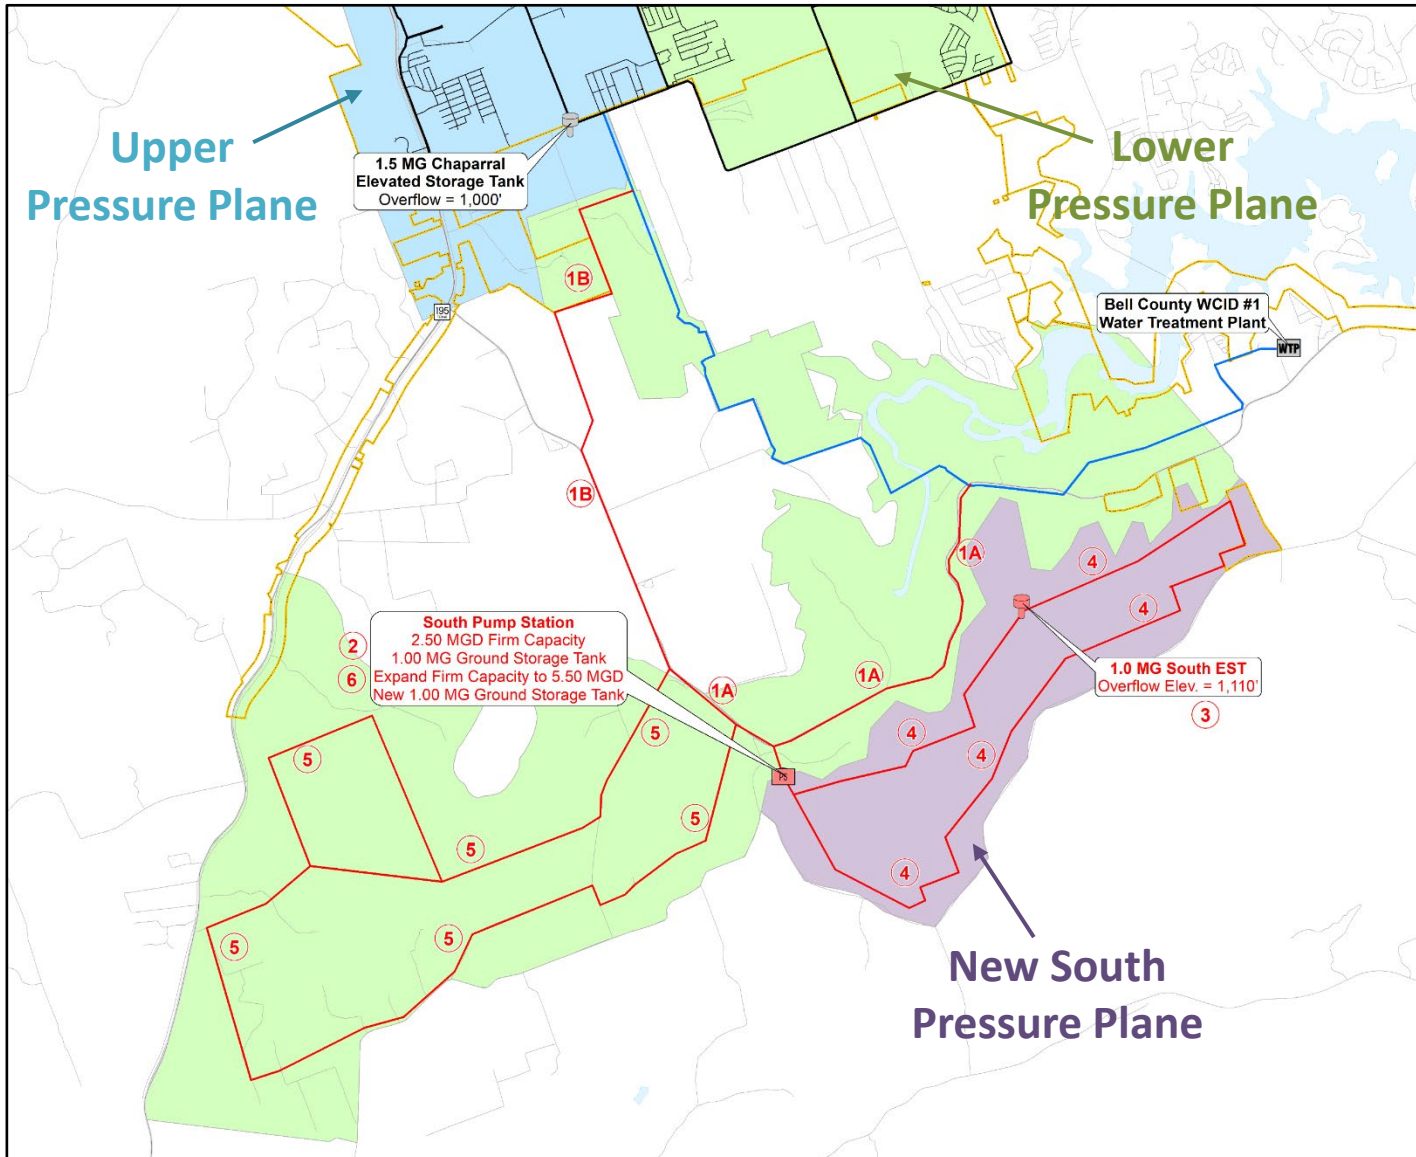 Upper
Pressure Plane
Lower
Pressure Plane
1.5 MG Chaparral
Elevated Storage Tank
Overflow = 1,000'
1B
195
Bell County WCID #1
Water Treatment Plant
WTP
1B
1A
4
4
South Pump Station
2.50 MGD Firm Capacity
1.00 MG Ground Storage Tank
Expand Firm Capacity to 5.50 MGD
New 1.00 MG Ground Storage Tank
2
6
1.0 MG South EST
Overflow Elev. = 1,110'
3
1A
1A
5
5
4
4
PS
5
5
4
5
5
New South
Pressure Plane